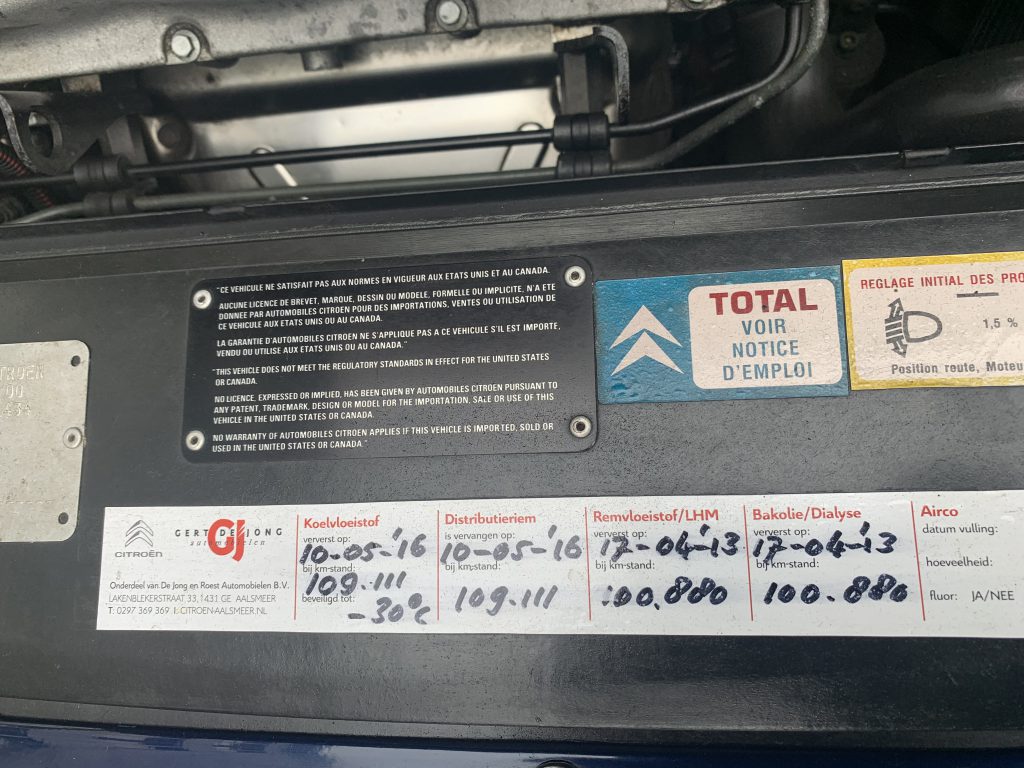 "CE VEHICULE NE SATISFAIT PAS AUX NORMES EN VIGUEUR AUX ETATS UNIS ET AU CANADA.
AUCUNE LICENCE DE BREVET, MARQUE, DESSIN OU MODELE, FORMELLE OU IMPLICITE, N'A ETE
DONNEE PAR AUTOMOBILES CITROEN POUR DES IMPORTATIONS, VENTES OU UTILISATION DE
CE VEHICULE AUX ETATS UNIS OU AU CANADA.
LA GARANTIE D'AUTOMOBILES CITROEN NE S'APPLIQUE PAS A CE VEHICULE S'IL EST IMPORTE,
VENDU OU UTILISE AUX ETATS UNIS OU AU CANADA."
"THIS VEHICLE DOES NOT MEET THE REGULATORY STANDARDS IN EFFECT FOR THE UNITED STATES
OR CANADA.
NO LICENCE, EXPRESSED OR IMPLIED, HAS BEEN GIVEN BY AUTOMOBILES CITROEN PURSUANT TO
ANY PATENT, TRADEMARK, DESIGN OR MODEL FOR THE IMPORTATION, SALE OR USE OF THIS
VEHICLE IN THE UNITED STATES OR CANADA.
NO WARRANTY OF AUTOMOBILES CITROEN APPLIES IF THIS VEHICLE IS IMPORTED, SOLD OR
USED IN THE UNITED STATES OR CANADA."
TOTAL
VOIR
NOTICE
D'EMPLOI
REGLAGE INITIAL DES PRO
1,5 %
Position route, Moteu
TROEN
00
434
CITROËN
GERT DE JONG
automobielen
GJ
Onderdeel van De Jong en Roest Automobielen B.V.
LAKENBLEKERSTRAAT 33, 1431 GE AALSMEER
T: 0297 369 369 I: CITROEN-AALSMEER.NL
Koelvloeistof
ververst op:
10-05-'16
bij km-stand:
109.111
beveiligd tot:
-30°C
Distributieriem
is vervangen op:
10-05-'16
bij km-stand:
109.111
Remvloeistof/LHM
ververst op:
17-04-'13
bij km-stand:
100.880
Bakolie/Dialyse
ververst op:
17-04-'13
bij km-stand:
100.880
Airco
datum vulling:
hoeveelheid:
fluor: JA/NEE